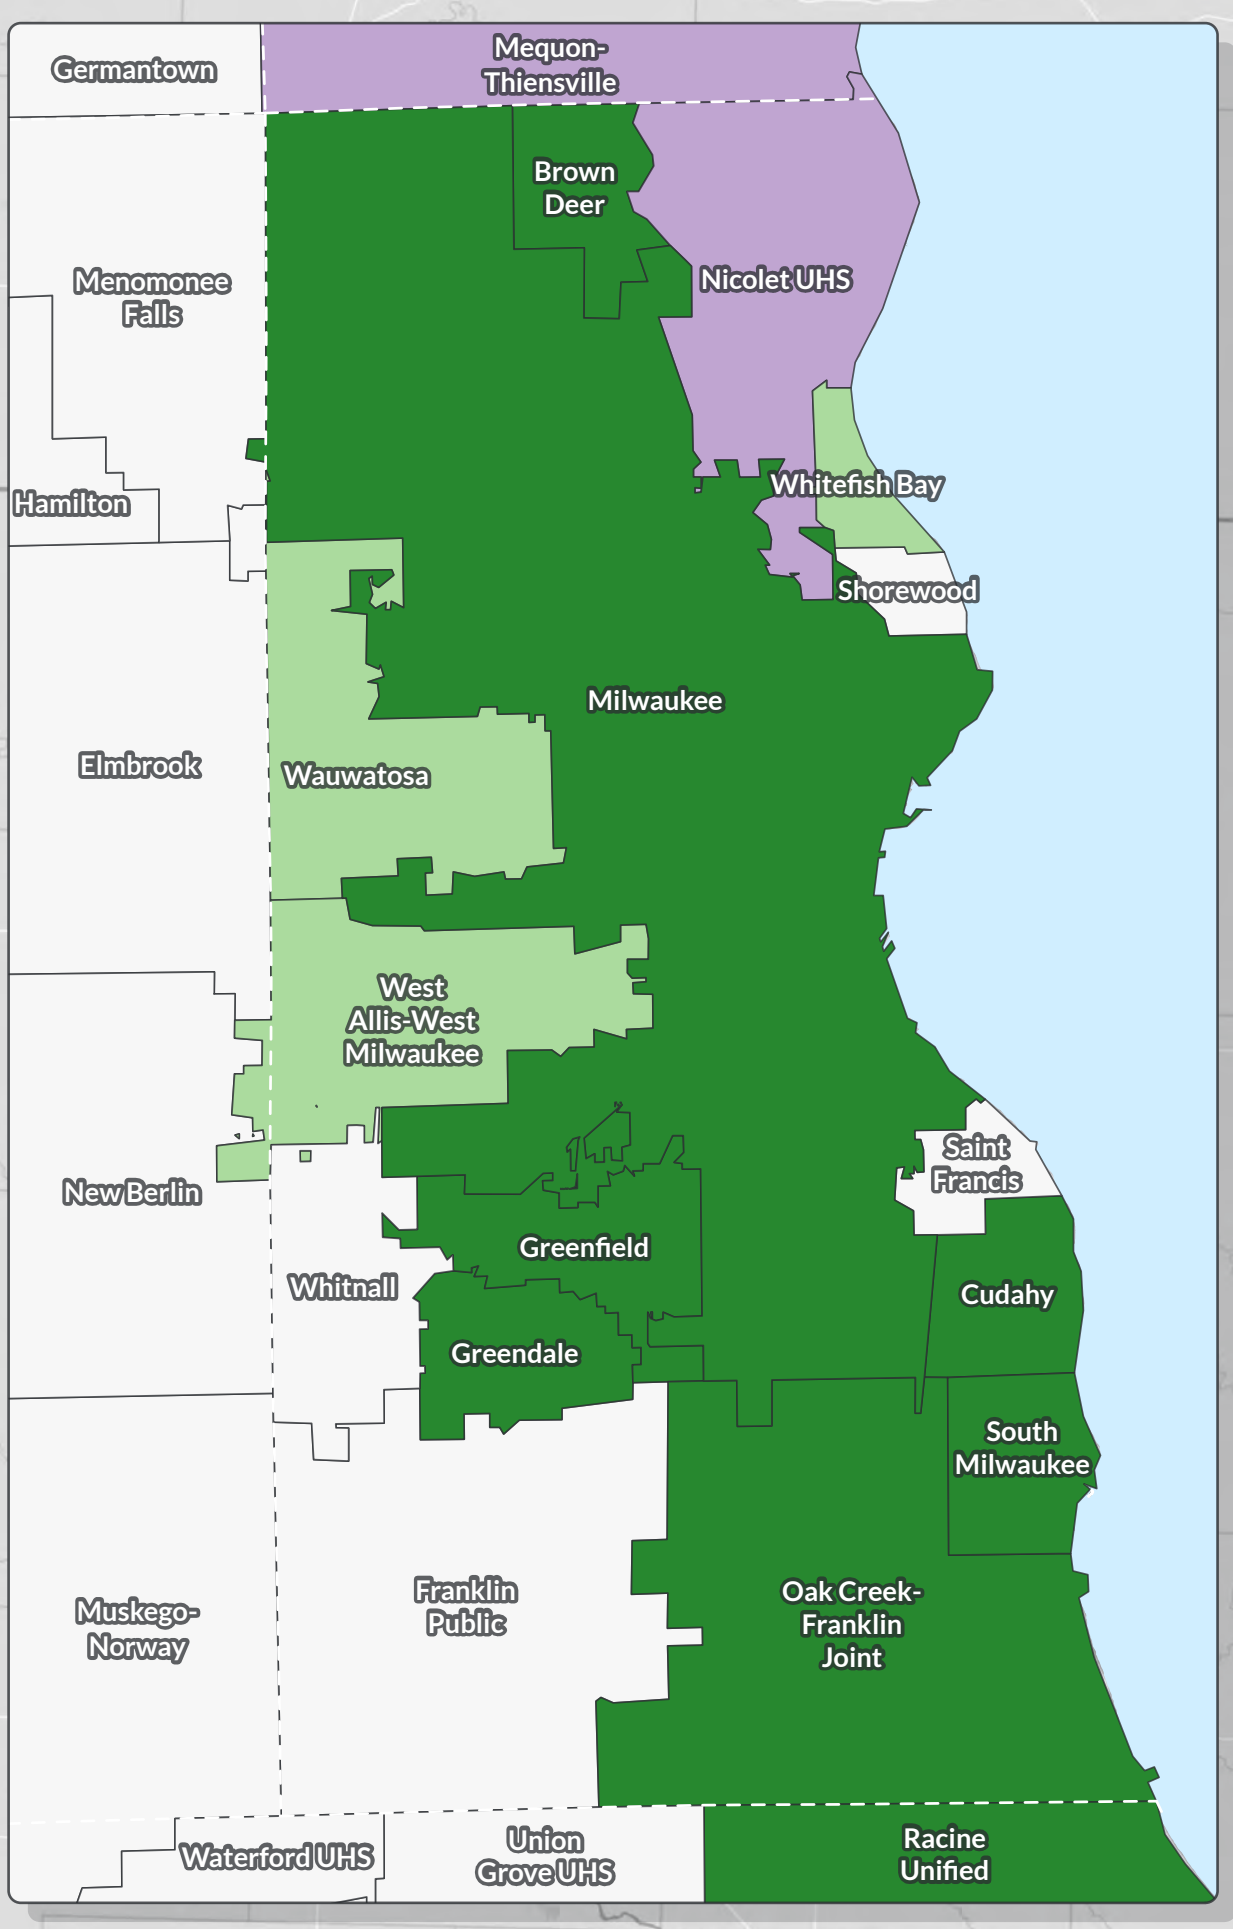 Germantown
Mequon-
Thiensville
Brown
Deer
Menomonee
Falls
Nicolet UHS
Hamilton
Whitefish Bay
Shorewood
Milwaukee
Elmbrook
Wauwatosa
West
Allis-West
Milwaukee
Saint
Francis
New Berlin
Greenfield
Whitnall
Cudahy
Greendale
South
Milwaukee
Franklin
Public
Oak Creek-
Franklin
Joint
Muskego-
Norway
Waterford UHS
Union
Grove UHS
Racine
Unified